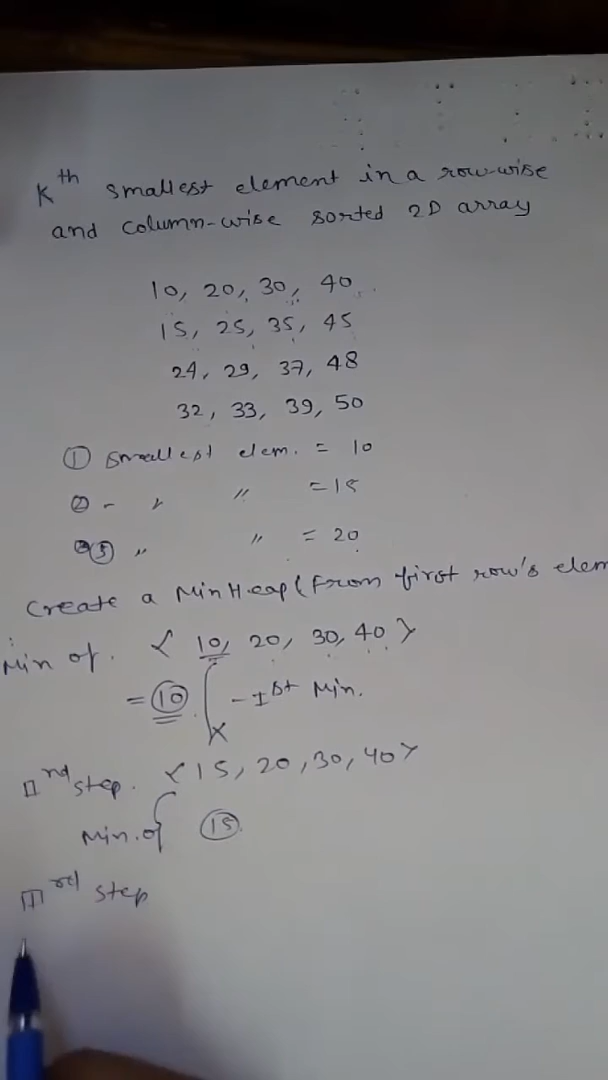 Kth smallest element in a row-wise
and column-wise sorted 2D array
10, 20, 30, 40
15, 25, 35, 45
24, 29, 37, 48
32, 33, 39, 50
① Smallest elem. = 10
② - 〃 〃 = 15
③ 〃 〃 = 20
Create a MinHeap (From first row's elem
Min of. < 10, 20, 30, 40 >
= 10 - Ist Min.
IInd step. < 15, 20, 30, 40 >
Min. of 15
IIIrd step